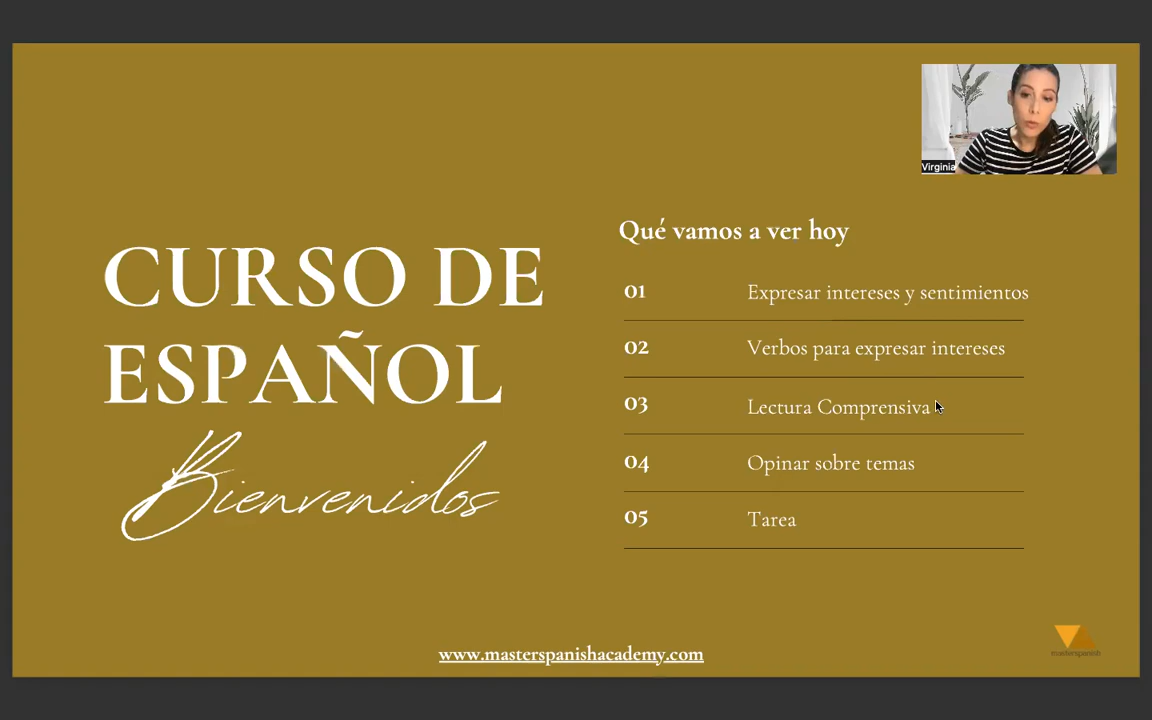 Virginia
CURSO DE
ESPAÑOL
Bienvenidos
Qué vamos a ver hoy
01 Expresar intereses y sentimientos
02 Verbos para expresar intereses
03 Lectura Comprensiva
04 Opinar sobre temas
05 Tarea
www.masterspanishacademy.com
masterspanish